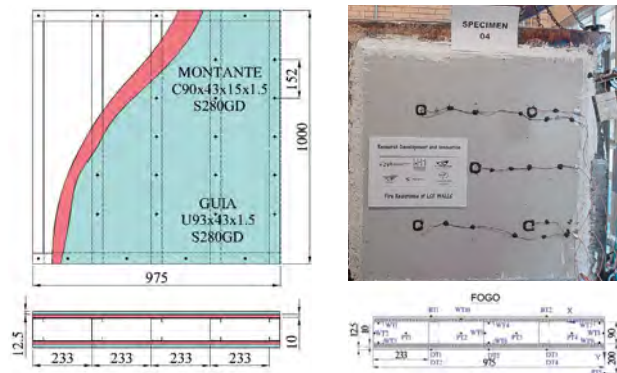 MONTANTE
C90x43x15x1.5
S280GD
152
1000
GUIA
U93x43x1.5
S280GD
975
12.5
10
233
233
233
233
SPECIMEN
04
Research Development and Innovation
Fire Resistance of LSF WALLS
FOGO
X
12.5
10
90
Y
200
233
975